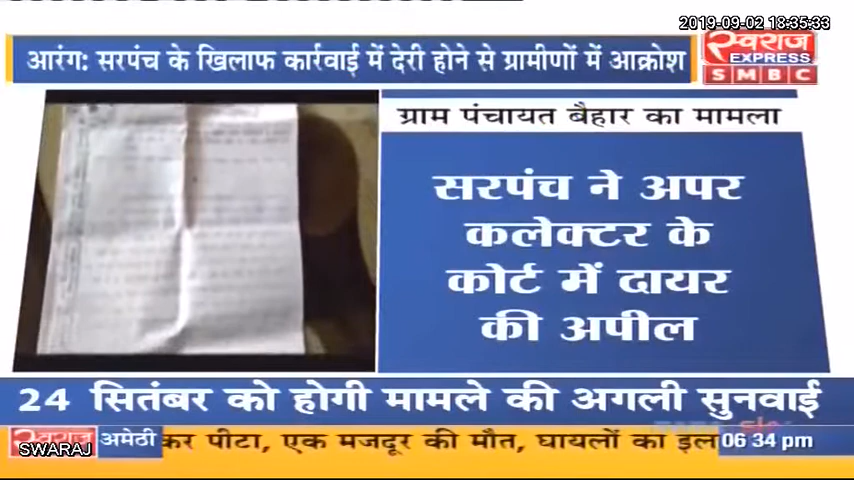 2019-09-02 18:35:33
आरंग: सरपंच के खिलाफ कार्रवाई में देरी होने से ग्रामीणों में आक्रोश
स्वराज
EXPRESS
SMBC
ग्राम पंचायत बैहार का मामला
सरपंच ने अपर
कलेक्टर के
कोर्ट में दायर
की अपील
24 सितंबर को होगी मामले की अगली सुनवाई
स्वराज
SWARAJ
अमेठी
कर पीटा, एक मजदूर की मौत, घायलों का
06 34 pm